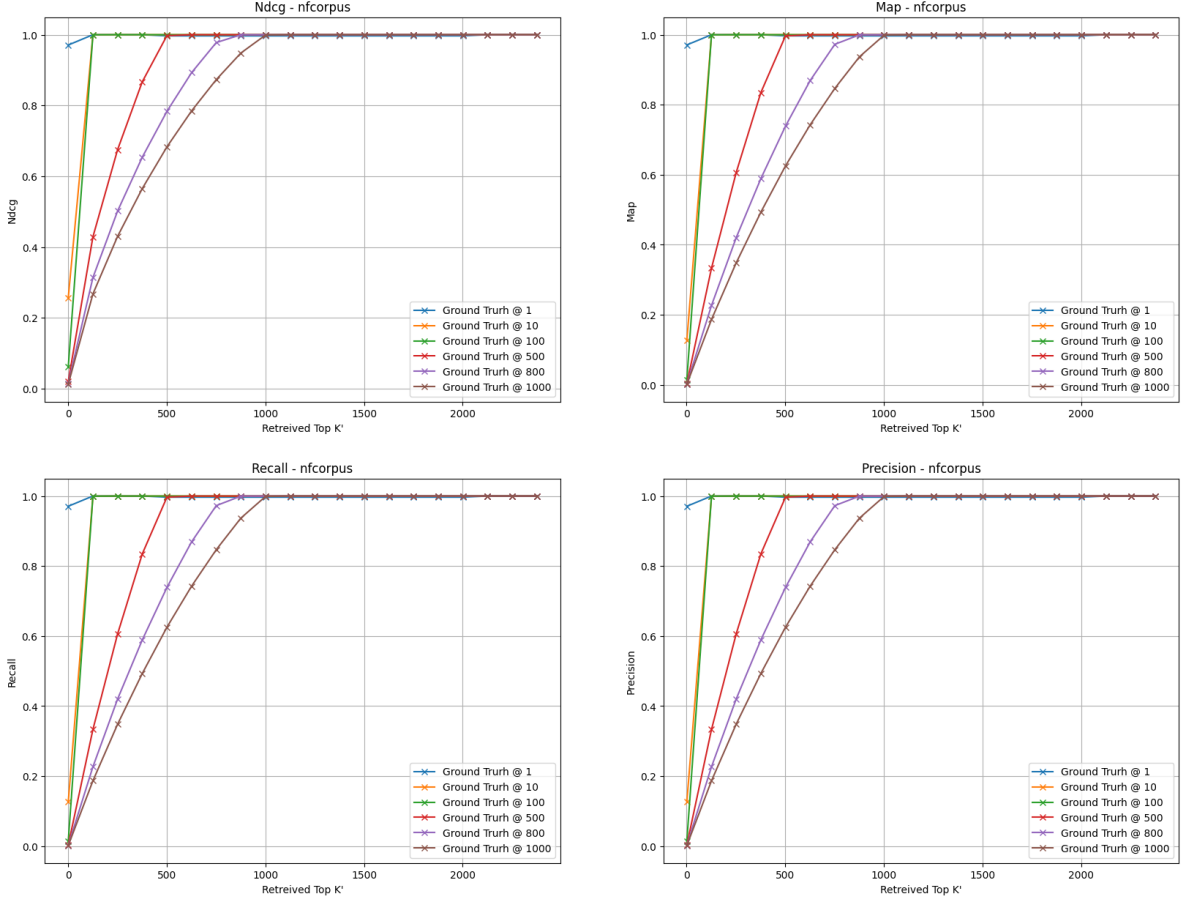 Ndcg - nfcorpus
1.0
0.8
0.6
0.4
0.2
0.0
Ndcg
0
500
1000
1500
2000
Retreived Top K'
Ground Trurh @ 1
Ground Trurh @ 10
Ground Trurh @ 100
Ground Trurh @ 500
Ground Trurh @ 800
Ground Trurh @ 1000
Map - nfcorpus
1.0
0.8
0.6
0.4
0.2
0.0
Map
0
500
1000
1500
2000
Retreived Top K'
Ground Trurh @ 1
Ground Trurh @ 10
Ground Trurh @ 100
Ground Trurh @ 500
Ground Trurh @ 800
Ground Trurh @ 1000
Recall - nfcorpus
1.0
0.8
0.6
0.4
0.2
0.0
Recall
0
500
1000
1500
2000
Retreived Top K'
Ground Trurh @ 1
Ground Trurh @ 10
Ground Trurh @ 100
Ground Trurh @ 500
Ground Trurh @ 800
Ground Trurh @ 1000
Precision - nfcorpus
1.0
0.8
0.6
0.4
0.2
0.0
Precision
0
500
1000
1500
2000
Retreived Top K'
Ground Trurh @ 1
Ground Trurh @ 10
Ground Trurh @ 100
Ground Trurh @ 500
Ground Trurh @ 800
Ground Trurh @ 1000